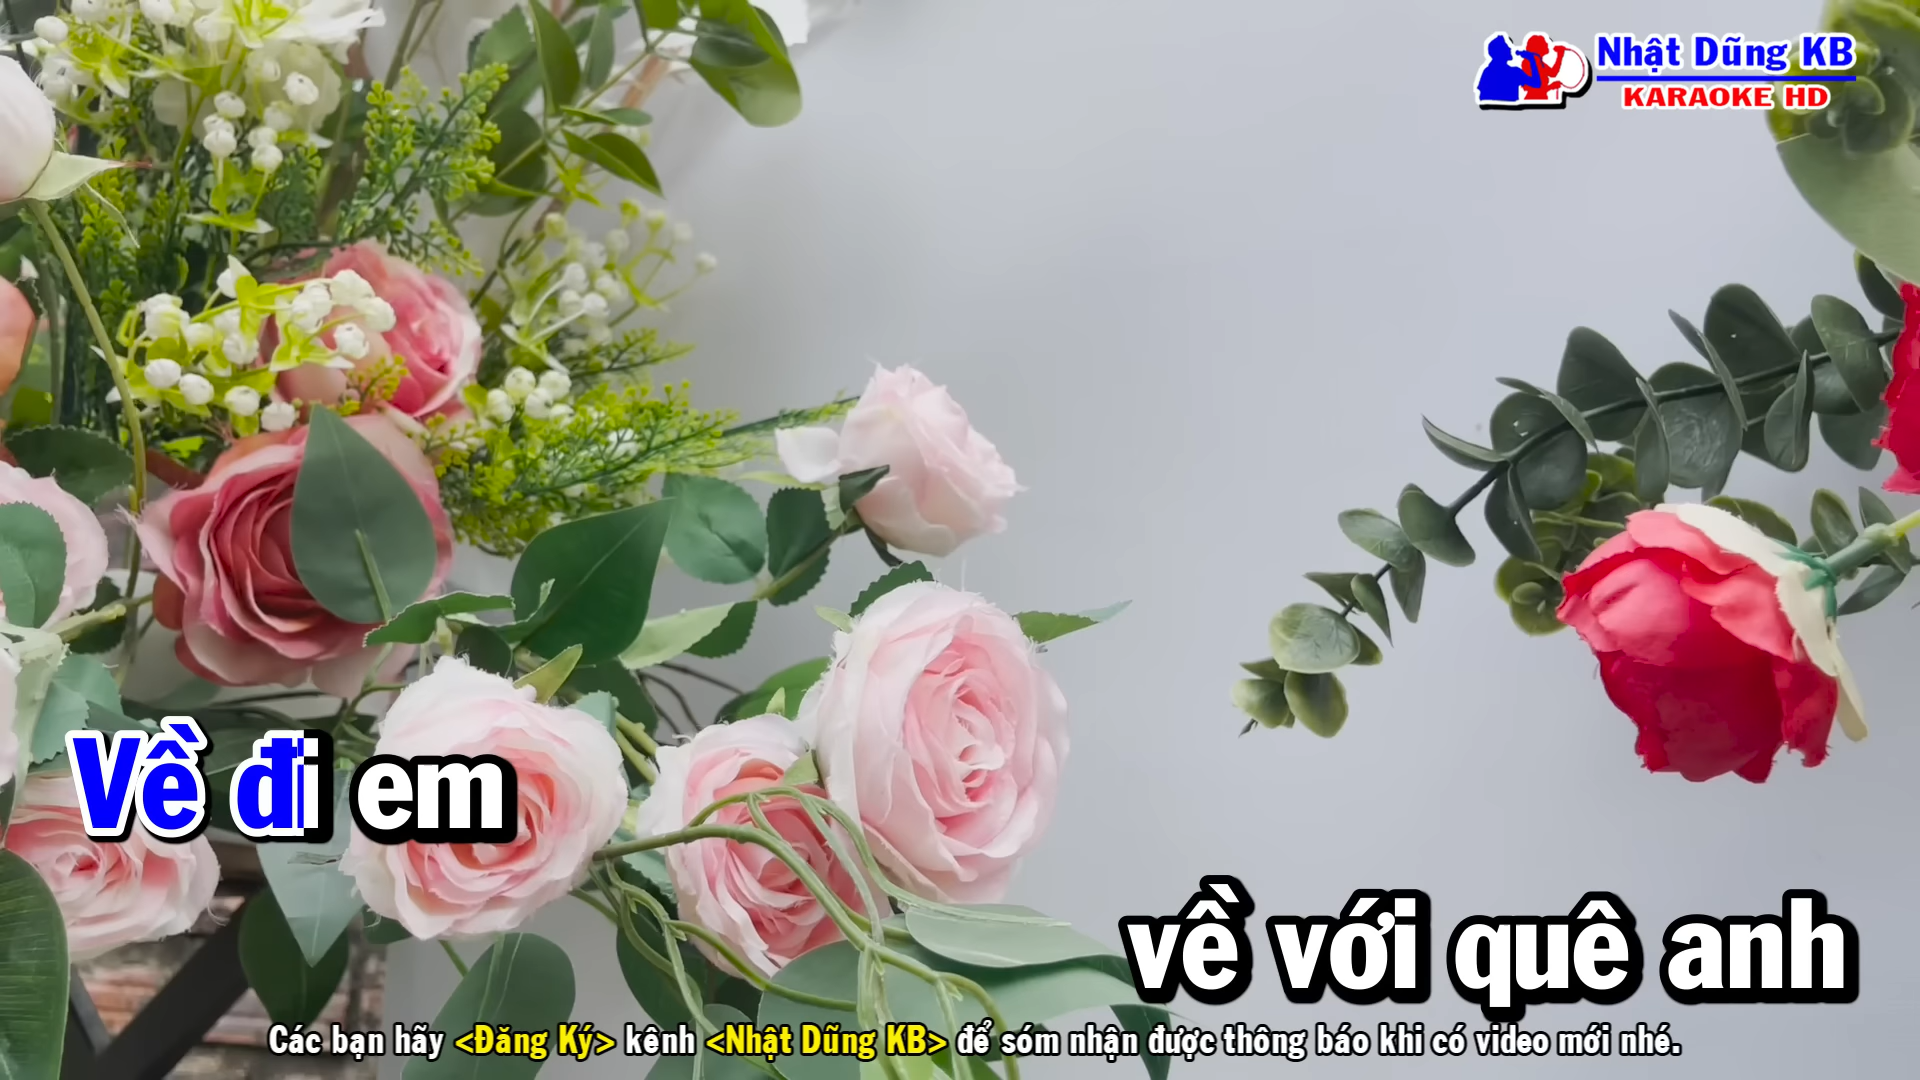 Nhật Dũng KB
KARAOKE HD
Về đi em
về với quê anh
Các bạn hãy <Đăng Ký> kênh <Nhật Dũng KB> để sóm nhận được thông báo khi có video mới nhé.